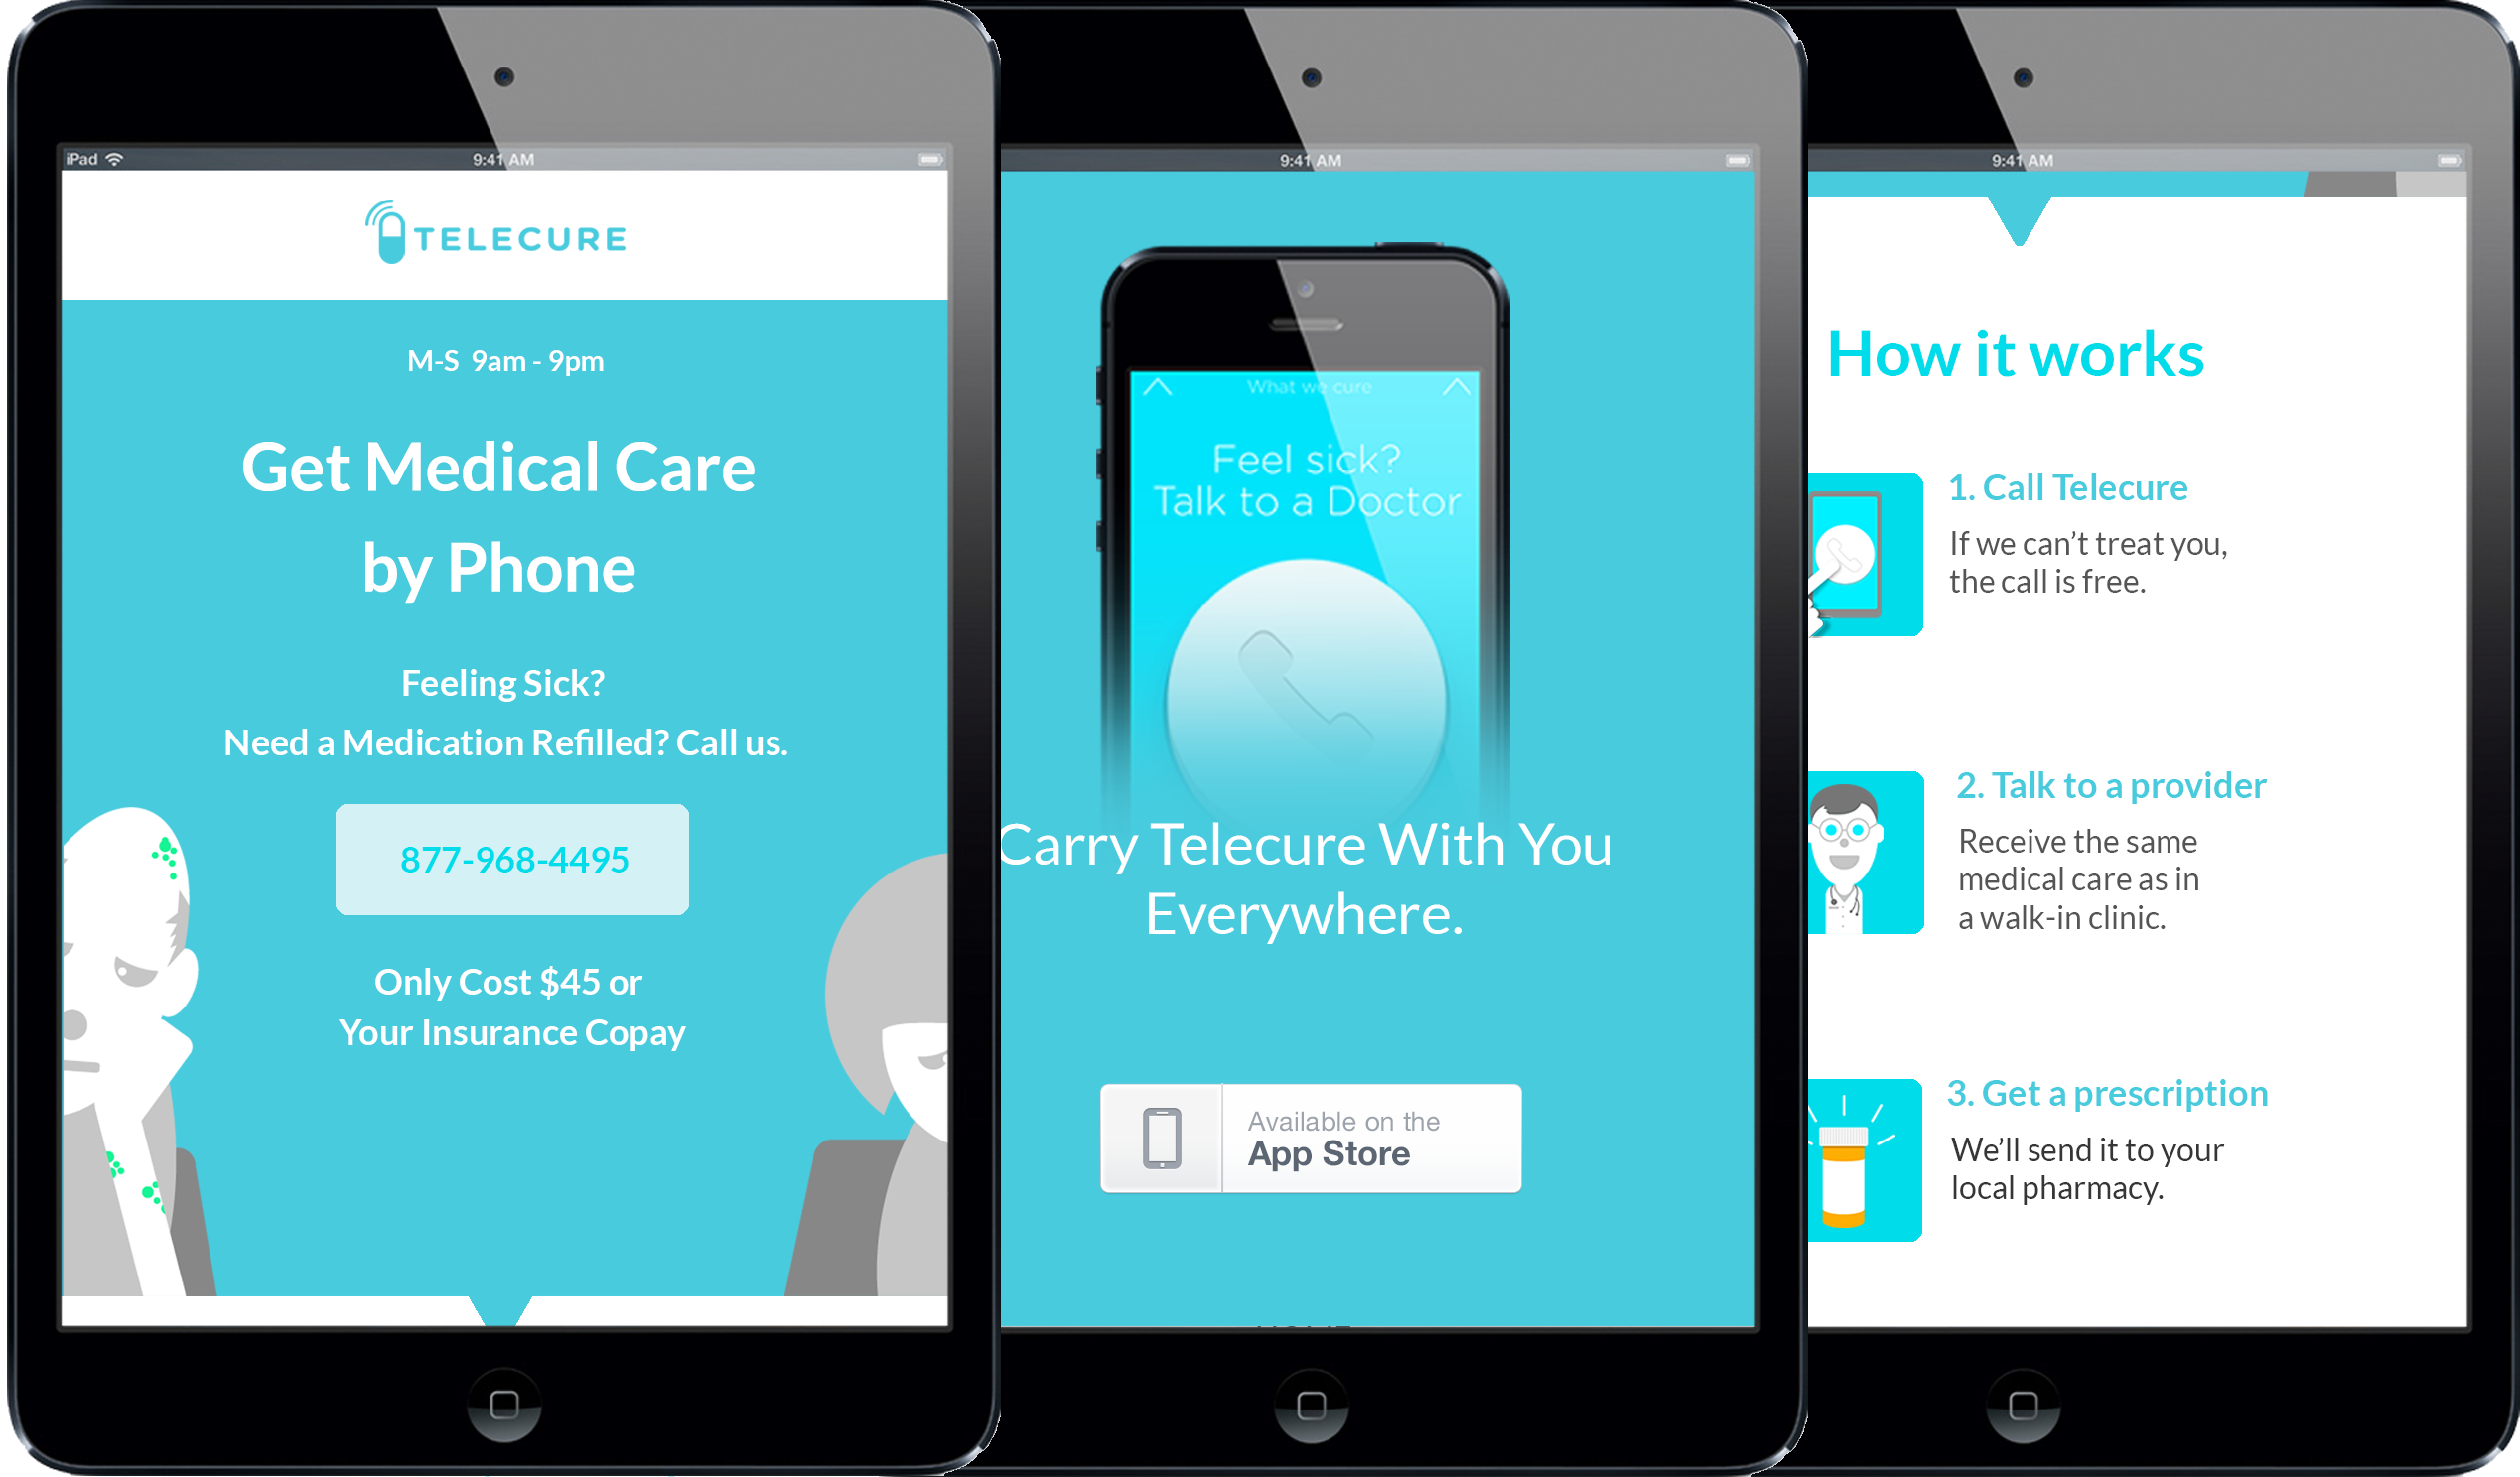 iPad
9:41 AM
TELECURE
M-S 9am - 9pm
Get Medical Care
by Phone
Feeling Sick?
Need a Medication Refilled? Call us.
877-968-4495
Only Cost $45 or
Your Insurance Copay
9:41 AM
What we cure
Feel sick?
Talk to a Doctor
Carry Telecure With You
Everywhere.
Available on the
App Store
9:41 AM
How it works
1. Call Telecure
If we can’t treat you,
the call is free.
2. Talk to a provider
Receive the same
medical care as in
a walk-in clinic.
3. Get a prescription
We’ll send it to your
local pharmacy.